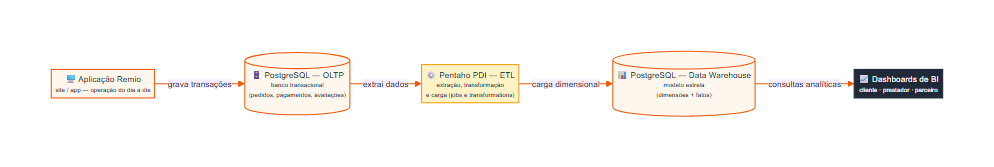 🖥️ Aplicação Remio
site / app — operação do dia a dia
grava transações
🗄️ PostgreSQL — OLTP
banco transacional
(pedidos, pagamentos, avaliações)
extrai dados
⚙️ Pentaho PDI — ETL
extração, transformação
e carga (jobs e transformations)
carga dimensional
📊 PostgreSQL — Data Warehouse
modelo estrela
(dimensões + fatos)
consultas analíticas
📈 Dashboards de BI
cliente · prestador · parceiro